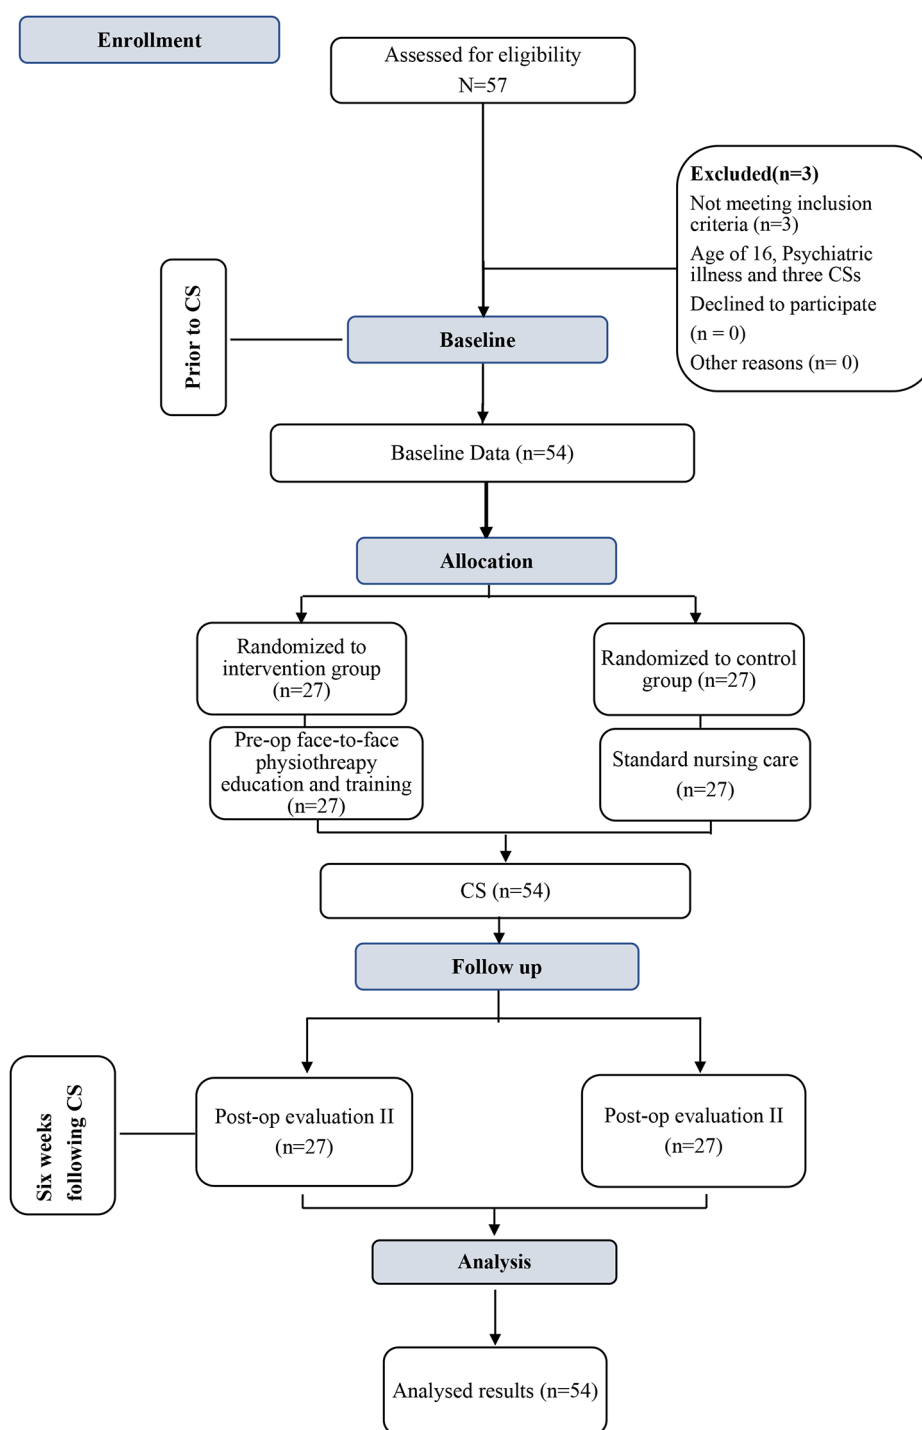 Enrollment
Assessed for eligibility
N=57
Excluded(n=3)
Not meeting inclusion
criteria (n=3)
Age of 16, Psychiatric
illness and three CSs
Declined to participate
(n = 0)
Other reasons (n= 0)
Prior to CS
Baseline
Baseline Data (n=54)
Allocation
Randomized to
intervention group
(n=27)
Randomized to control
group (n=27)
Pre-op face-to-face
physiothreapy
education and training
(n=27)
Standard nursing care
(n=27)
CS (n=54)
Follow up
Six weeks
following CS
Post-op evaluation II
(n=27)
Post-op evaluation II
(n=27)
Analysis
Analysed results (n=54)